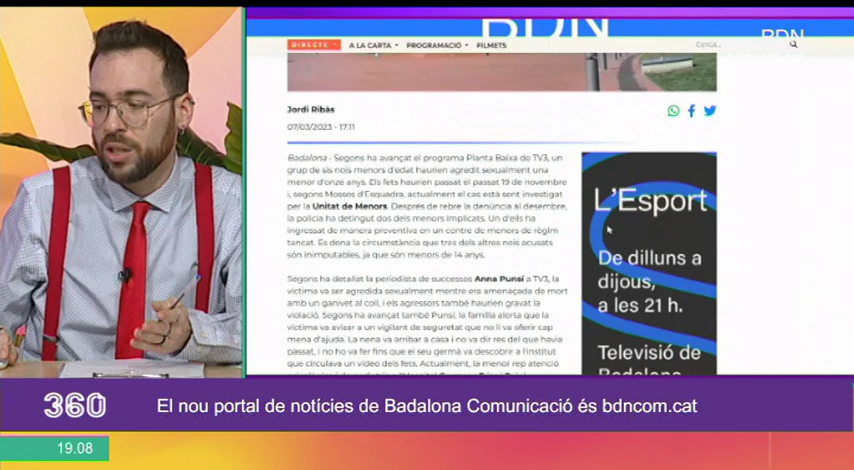 BDN
BDN
DIRECTE
A LA CARTA
PROGRAMACIÓ
FILMETS
Cerca...
Jordi Ribàs
07/03/2023 - 17:11
Badalona - Segons ha avançat el programa Planta Baixa de TV3, un
grup de sis nois menors d'edat haurien agredit sexualment una
menor d'onze anys. Els fets haurien passat el passat 19 de novembre
i, segons Mossos d'Esquadra, actualment el cas està sent investigat
per la Unitat de Menors. Després de rebre la denúncia al desembre,
la policia ha detingut dos dels menors implicats. Un d'ells ha
ingressat de manera preventiva en un centre de menors de règim
tancat. Es dona la circumstància que tres dels altres nois acusats
són inimputables, ja que són menors de 14 anys.
Segons ha detallat la periodista de successos Anna Punsí a TV3, la
víctima va ser agredida sexualment mentre era amenaçada de mort
amb un ganivet al coll, i els agressors també haurien gravat la
violació. Segons ha avançat també Punsí, la família alerta que la
víctima va avisar a un vigilant de seguretat que no li va oferir cap
mena d'ajuda. La nena va arribar a casa i no va dir res del que havia
passat, i no ho va fer fins que el seu germà va descobrir a l'institut
que circulava un vídeo dels fets. Actualment, la menor rep atenció
L'Esport
De dilluns a
dijous,
a les 21 h.
Televisió de
Badalona
360
El nou portal de notícies de Badalona Comunicació és bdncom.cat
19.08